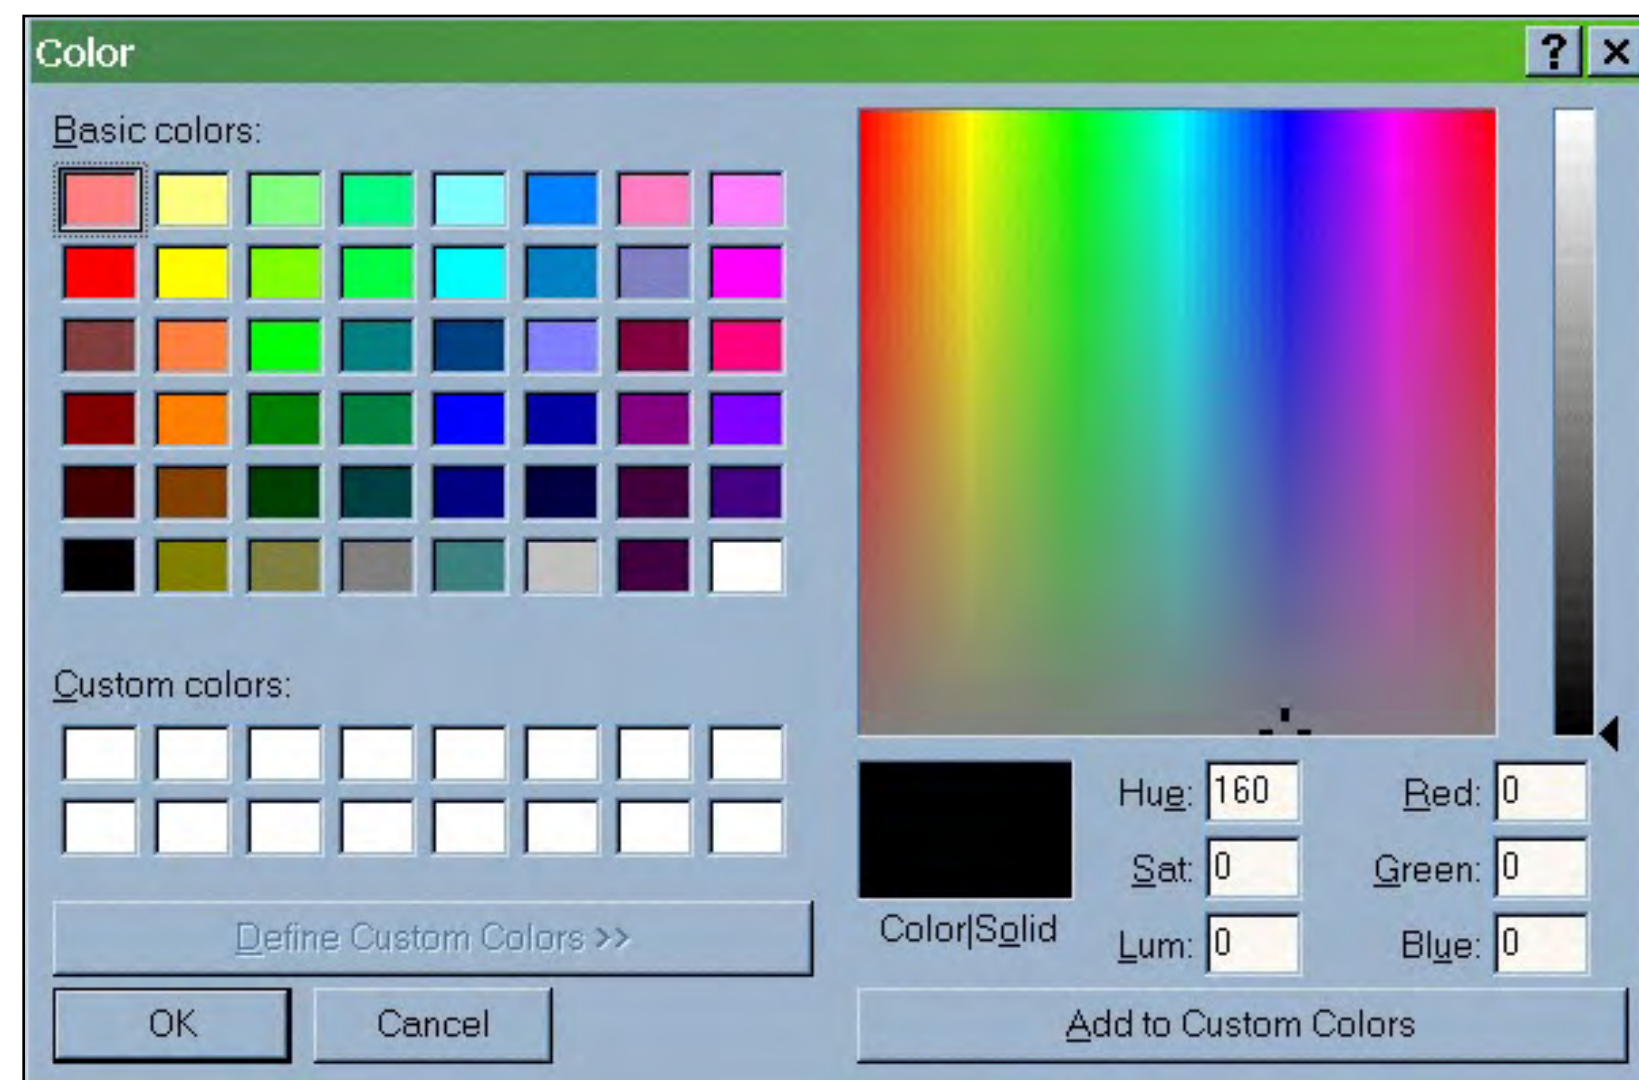 Color
? ×
Basic colors:
Custom colors:
Define Custom Colors >>
OK
Cancel
Color|Solid
Hue: 160
Sat: 0
Lum: 0
Red: 0
Green: 0
Blue: 0
Add to Custom Colors